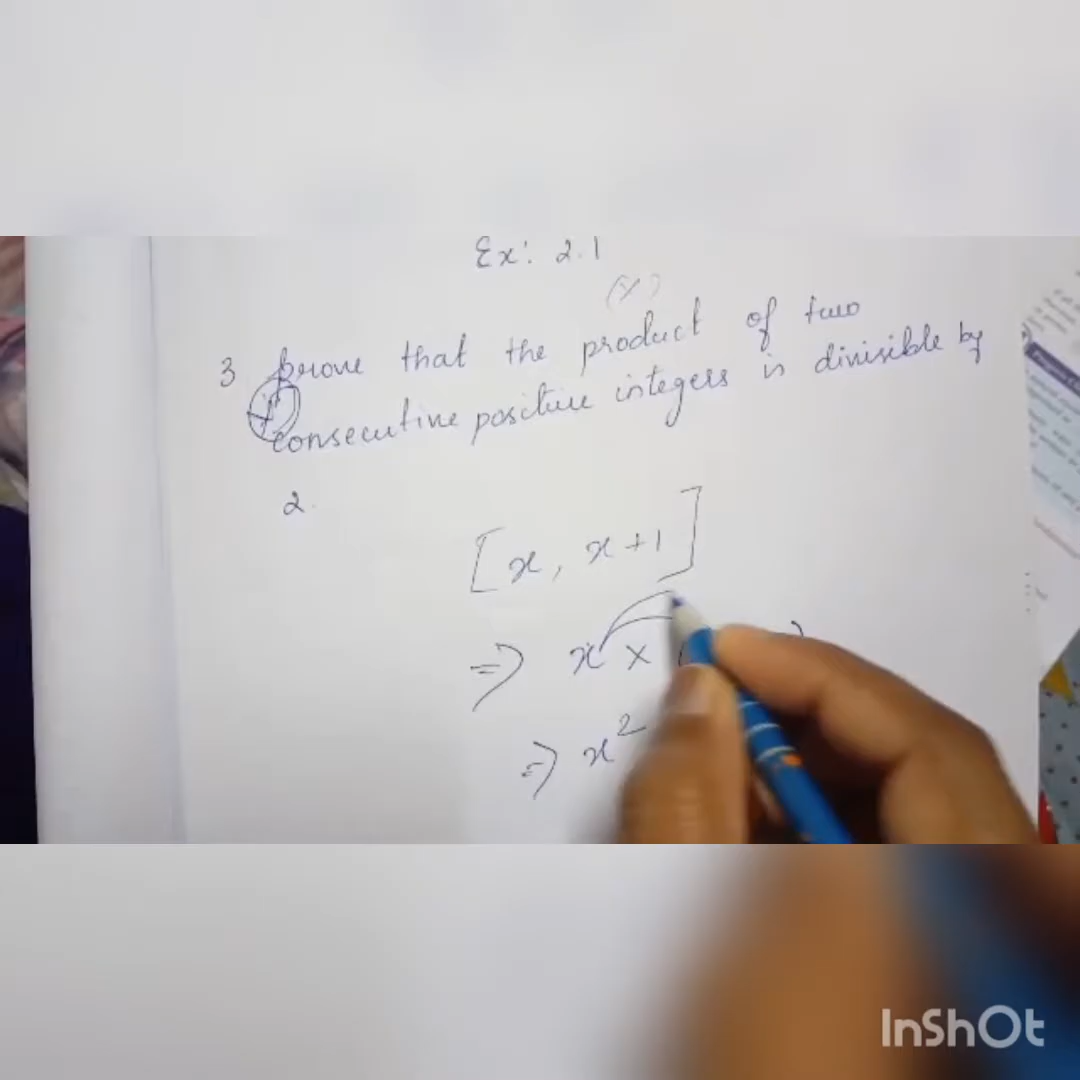 Ex: 2.1
(x)
3 prove that the product of two
consecutive positive integers is divisible by
2.
[x, x+1]
=> x × (
=> x²
InShOt